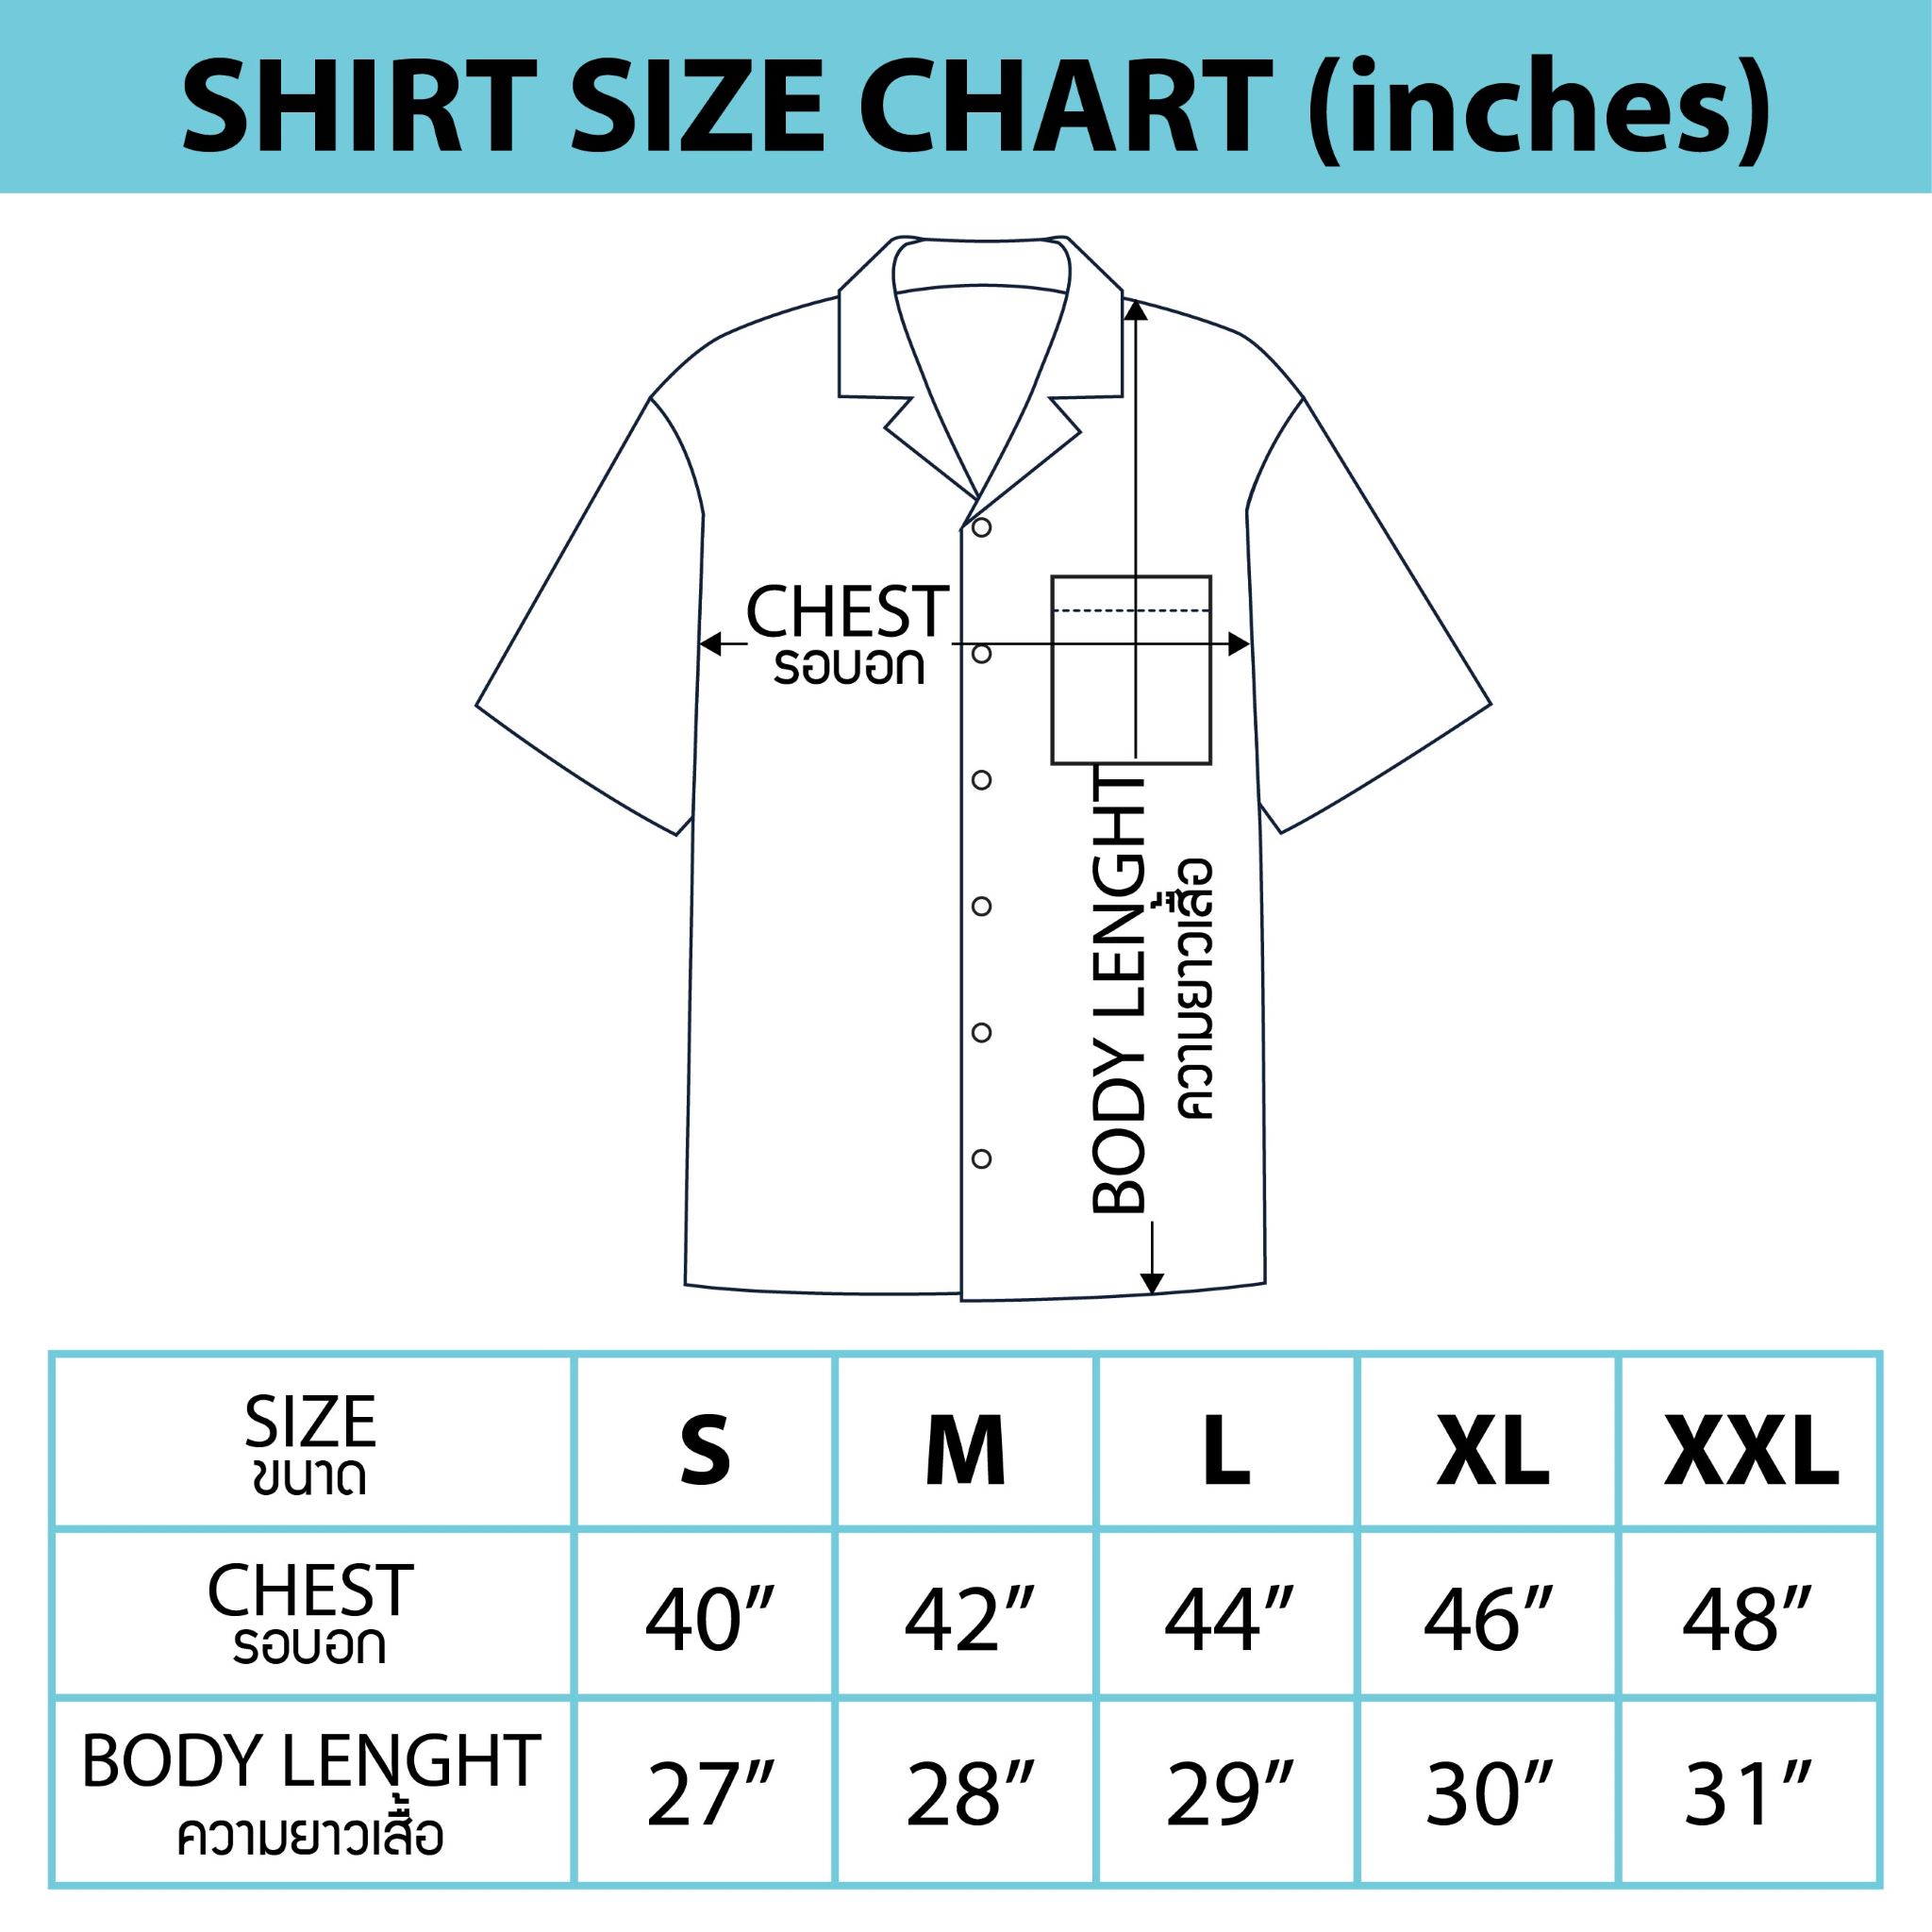 SHIRT SIZE CHART (inches)
CHEST
รอบอก
BODY LENGHT
ความยาวเสื้อ
SIZE S M L XL XXL
ขนาด
CHEST 40” 42” 44” 46” 48”
รอบอก
BODY LENGHT 27” 28” 29” 30” 31”
ความยาวเสื้อ